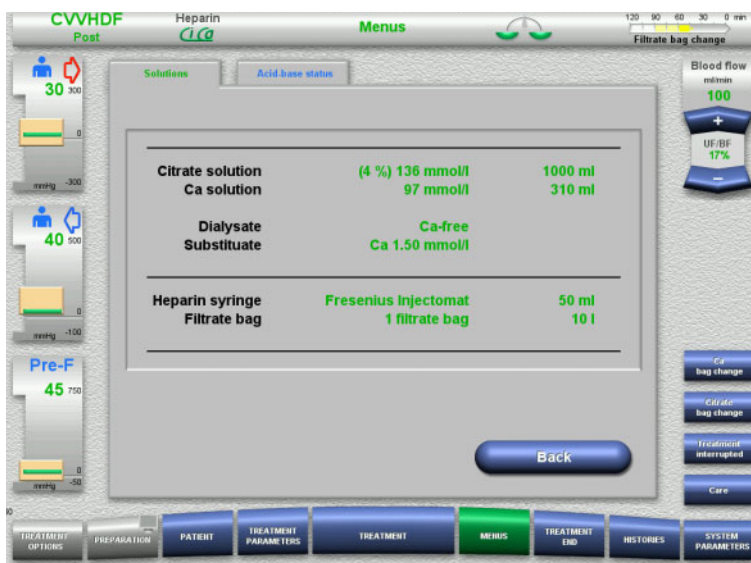 CVVHDF
Post
Heparin
CiCa
Menus
120 90 60 30 0 min
Filtrate bag change
30 300
0
mmHg -300
40 500
0
mmHg -100
Pre-F
45 750
0
mmHg -50
Solutions
Acid-base status
Citrate solution (4 %) 136 mmol/l 1000 ml
Ca solution 97 mmol/l 310 ml
Dialysate Ca-free
Substituate Ca 1.50 mmol/l
Heparin syringe Fresenius Injectomat 50 ml
Filtrate bag 1 filtrate bag 10 l
Back
Blood flow
ml/min
100
+
UF/BF
17%
−
Ca
bag change
Citrate
bag change
Treatment
interrupted
Care
TREATMENT
OPTIONS
PREPARATION
PATIENT
TREATMENT
PARAMETERS
TREATMENT
MENUS
TREATMENT
END
HISTORIES
SYSTEM
PARAMETERS